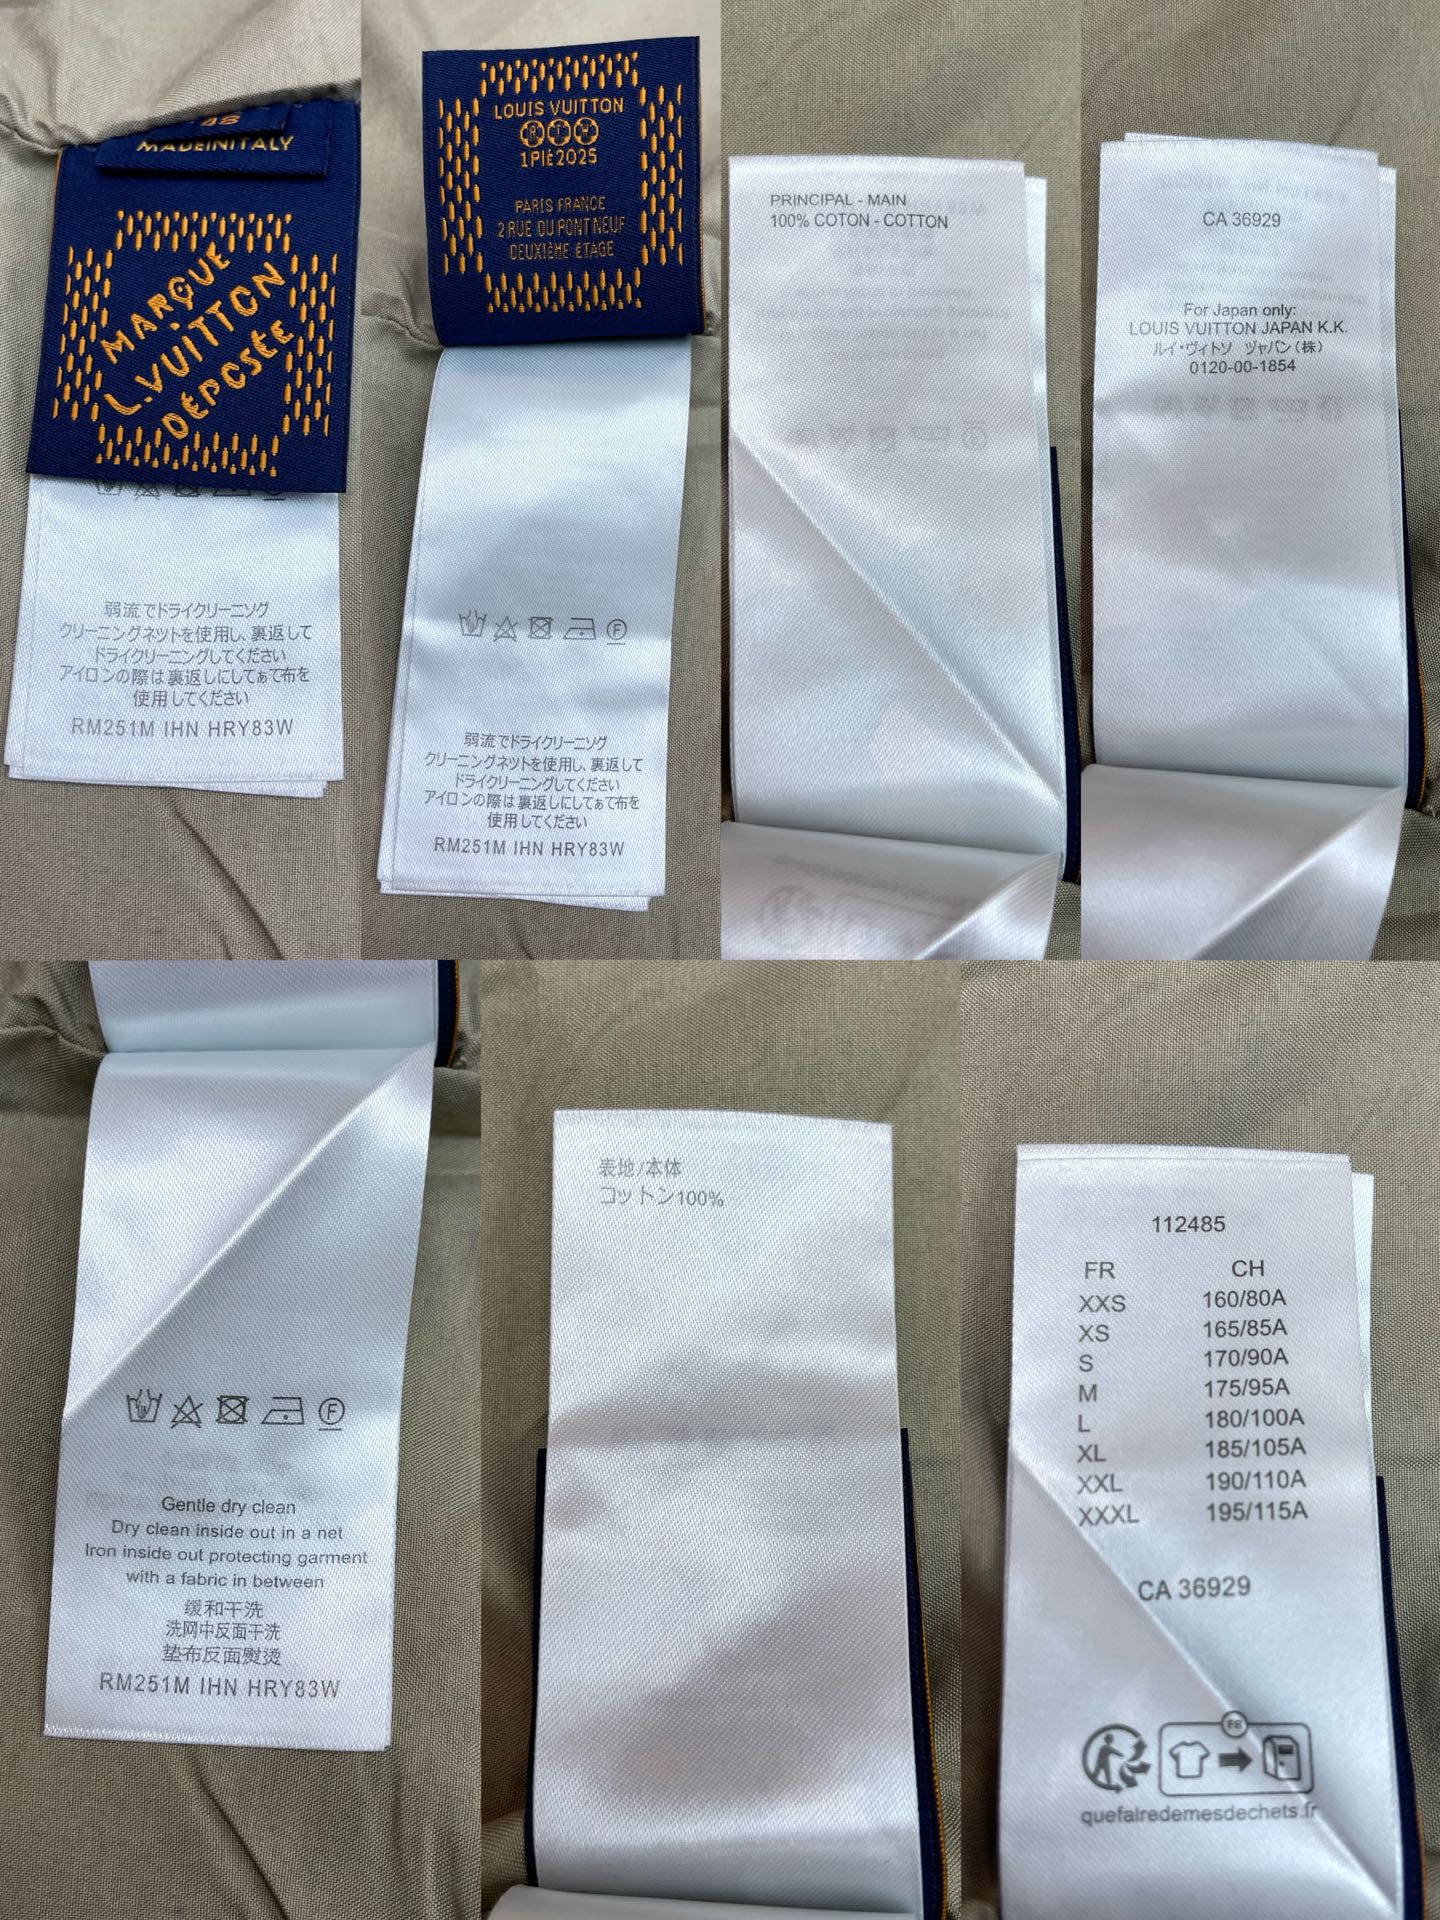 48
MADEINITALY
MARQUE
L.VUITTON
DÉPOSÉE
弱流でドライクリーニソグ
クリーニングネットを使用し、裏返して
ドライクリーニングしてください
アイロンの際は裏返しにしてぁて布を
使用してください
RM251M IHN HRY83W
LOUIS VUITTON
R T W
1PIÈ2025
PARIS FRANCE
2 RUE DU PONT NEUF
DEUXIÈME ÉTAGE
F
弱流でドライクリーニソグ
クリーニングネットを使用し、裏返して
ドライクリーニングしてください
アイロンの際は裏返しにしてぁて布を
使用してください
RM251M IHN HRY83W
PRINCIPAL - MAIN
100% COTON - COTTON
CA 36929
For Japan only:
LOUIS VUITTON JAPAN K.K.
ルイ・ヴィトソ ヅャパン(株)
0120-00-1854
F
Gentle dry clean
Dry clean inside out in a net
Iron inside out protecting garment
with a fabric in between
缓和干洗
洗网中反面干洗
垫布反面熨烫
RM251M IHN HRY83W
表地/本体
コットン100%
112485
FR CH
XXS 160/80A
XS 165/85A
S 170/90A
M 175/95A
L 180/100A
XL 185/105A
XXL 190/110A
XXXL 195/115A
CA 36929
FR
quefairedemesdechets.fr